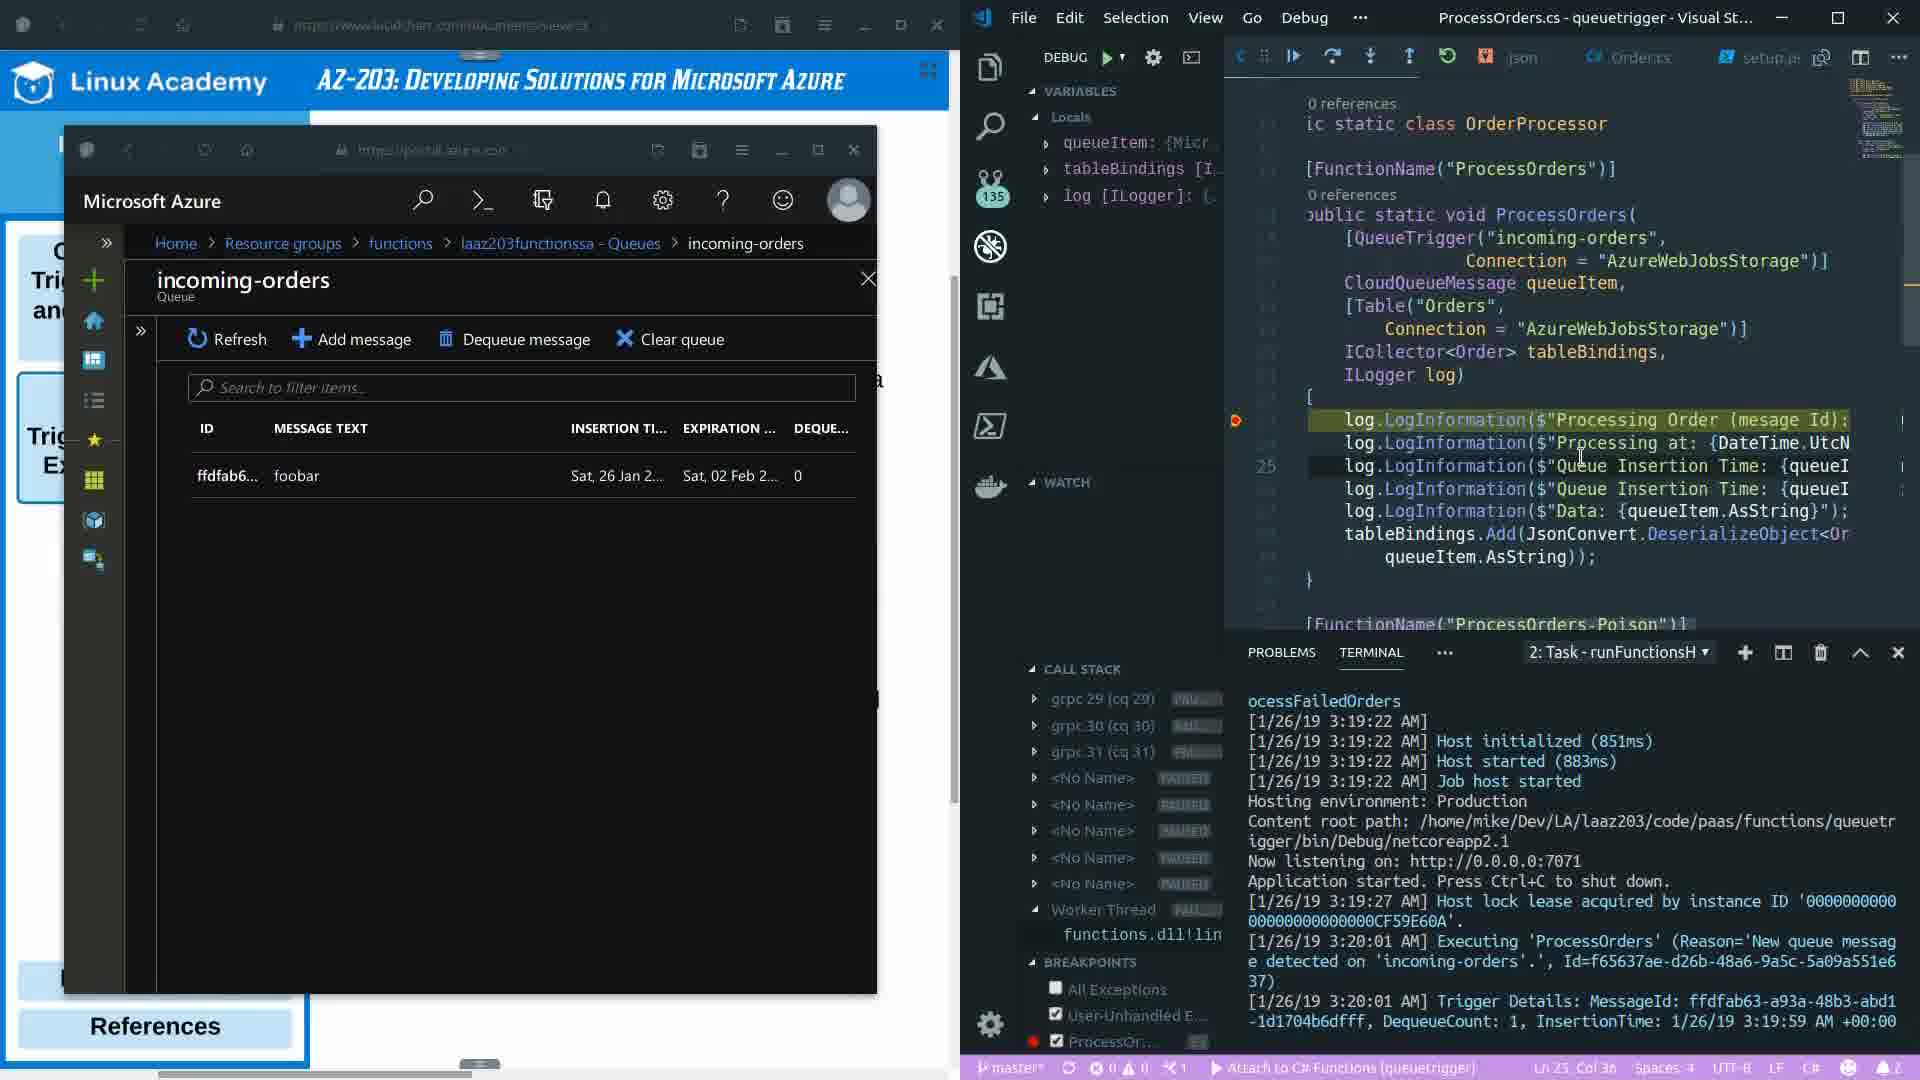 Linux Academy
AZ-203: DEVELOPING SOLUTIONS FOR MICROSOFT AZURE
https://portal.azure.con
Microsoft Azure
Home > Resource groups > functions > laaz203functionssa - Queues > incoming-orders
incoming-orders
Queue
Refresh
Add message
Dequeue message
Clear queue
Search to filter items...
ID MESSAGE TEXT INSERTION TI... EXPIRATION ... DEQUE...
ffdfab6... foobar Sat, 26 Jan 2... Sat, 02 Feb 2... 0
References
File Edit Selection View Go Debug ··· ProcessOrders.cs - queuetrigger - Visual St...
DEBUG
json Order.cs
VARIABLES
Locals
queueItem: {Micr
tableBindings [I
log [ILogger]: {
135
WATCH
CALL STACK
grpc 29 (cq 29) PAU...
grpc 30 (cq 30) PAU...
grpc 31 (cq 31)
<No Name> PAUSED
<No Name> PAUSED
<No Name> PAUSED
<No Name> PAUSED
<No Name> PAUSED
Worker Thread PAU...
functions.dll!lin
BREAKPOINTS
All Exceptions
User-Unhandled E...
ProcessOr...
0 references
ic static class OrderProcessor
[FunctionName("ProcessOrders")]
0 references
public static void ProcessOrders(
[QueueTrigger("incoming-orders",
Connection = "AzureWebJobsStorage")]
CloudQueueMessage queueItem,
[Table("Orders",
Connection = "AzureWebJobsStorage")]
ICollector<Order> tableBindings,
ILogger log)
{
log.LogInformation($"Processing Order (mesage Id):
log.LogInformation($"Processing at: {DateTime.UtcN
25 log.LogInformation($"Queue Insertion Time: {queueI
log.LogInformation($"Queue Insertion Time: {queueI
log.LogInformation($"Data: {queueItem.AsString}");
tableBindings.Add(JsonConvert.DeserializeObject<Or
queueItem.AsString));
}
[FunctionName("ProcessOrders-Poison")]
PROBLEMS TERMINAL ··· 2: Task - runFunctionsH
ocessFailedOrders
[1/26/19 3:19:22 AM]
[1/26/19 3:19:22 AM] Host initialized (851ms)
[1/26/19 3:19:22 AM] Host started (883ms)
[1/26/19 3:19:22 AM] Job host started
Hosting environment: Production
Content root path: /home/mike/Dev/LA/laaz203/code/paas/functions/queuetr
igger/bin/Debug/netcoreapp2.1
Now listening on: http://0.0.0.0:7071
Application started. Press Ctrl+C to shut down.
[1/26/19 3:19:27 AM] Host lock lease acquired by instance ID '0000000000
00000000000000CF59E60A'.
[1/26/19 3:20:01 AM] Executing 'ProcessOrders' (Reason='New queue messag
e detected on 'incoming-orders'.', Id=f65637ae-d26b-48a6-9a5c-5a09a551e6
37)
[1/26/19 3:20:01 AM] Trigger Details: MessageId: ffdfab63-a93a-48b3-abd1
-1d1704b6dfff, DequeueCount: 1, InsertionTime: 1/26/19 3:19:59 AM +00:00
master* 0 0 1 Attach to C# Functions (queuetrigger) Ln 25, Col 36 Spaces: 4 UTF-8 LF C# 2